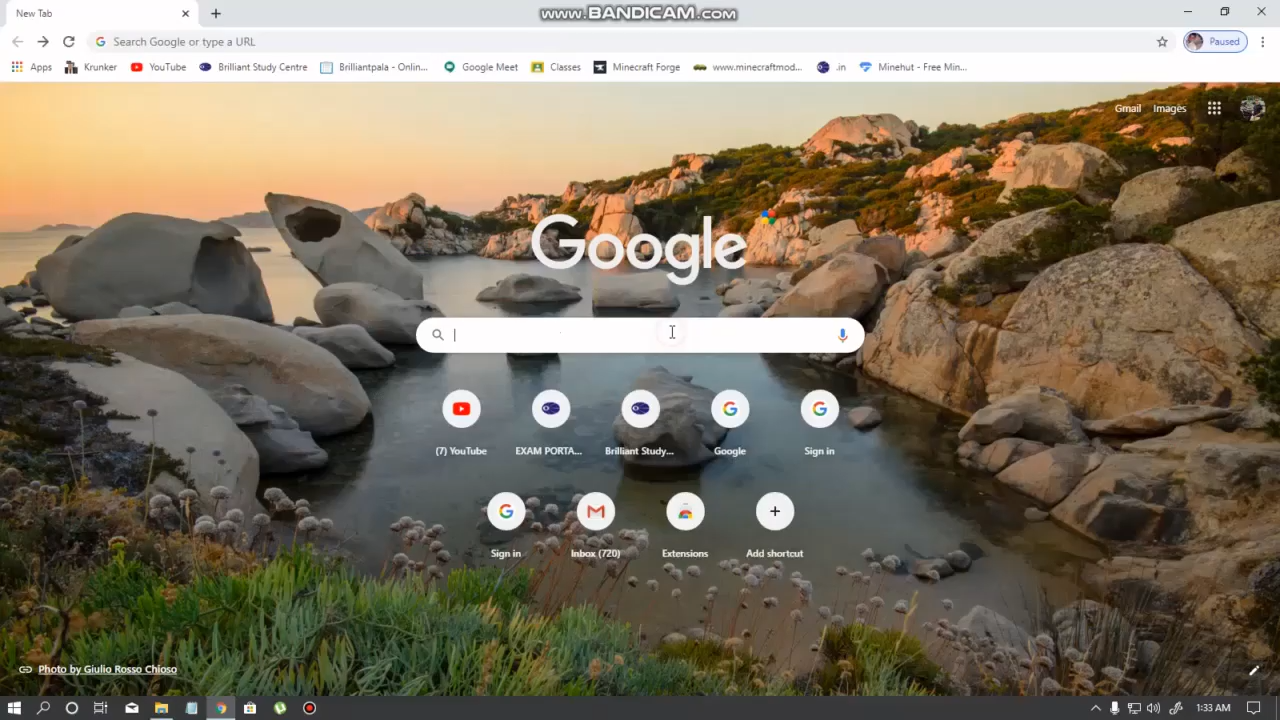 New Tab
www.BANDICAM.com
Search Google or type a URL
Paused
Apps
Krunker
YouTube
Brilliant Study Centre
Brilliantpala - Onlin...
Google Meet
Classes
Minecraft Forge
www.minecraftmod...
.in
Minehut - Free Min...
Gmail
Images
Google
(7) YouTube
EXAM PORTA...
Brilliant Study...
Google
Sign in
Sign in
Inbox (720)
Extensions
Add shortcut
Photo by Giulio Rosso Chioso
1:33 AM